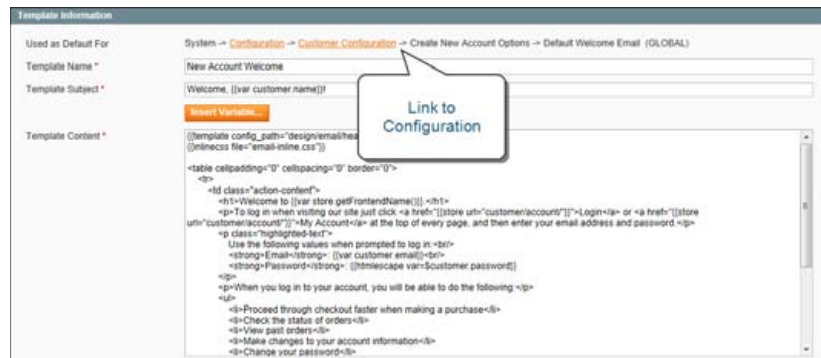 Template Information
Used as Default For
System -> Configuration -> Customer Configuration -> Create New Account Options -> Default Welcome Email (GLOBAL)
Template Name *
New Account Welcome
Template Subject *
Welcome, {{var customer.name}}!
Insert Variable...
Link to
Configuration
Template Content *
{{template config_path="design/email/hea
{{inlinecss file="email-inline.css"}}
<table cellpadding="0" cellspacing="0" border="0">
<tr>
<td class="action-content">
<h1>Welcome to {{var store.getFrontendName()}}.</h1>
<p>To log in when visiting our site just click <a href="{{store url="customer/account/"}}">Login</a> or <a href="{{store
url="customer/account/"}}">My Account</a> at the top of every page, and then enter your email address and password.</p>
<p class="highlighted-text">
Use the following values when prompted to log in:<br/>
<strong>Email</strong>: {{var customer.email}}<br/>
<strong>Password</strong>: {{htmlescape var=$customer.password}}
</p>
<p>When you log in to your account, you will be able to do the following:</p>
<ul>
<li>Proceed through checkout faster when making a purchase</li>
<li>Check the status of orders</li>
<li>View past orders</li>
<li>Make changes to your account information</li>
<li>Change your password</li>